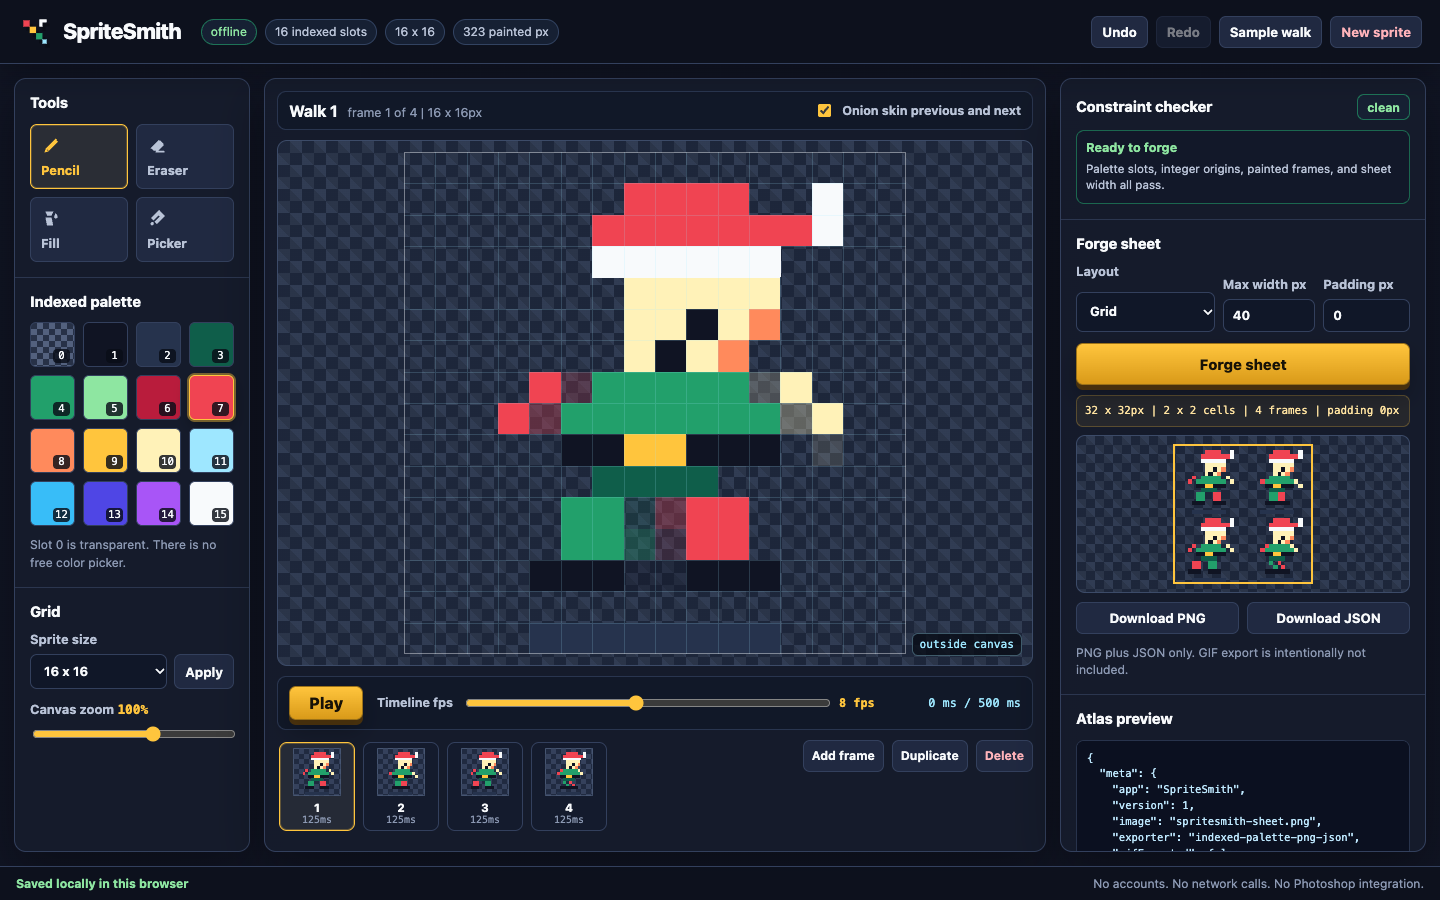 SpriteSmith
offline
16 indexed slots
16 x 16
323 painted px
Undo
Redo
Sample walk
New sprite
Tools
Pencil
Eraser
Fill
Picker
Indexed palette
0
1
2
3
4
5
6
7
8
9
10
11
12
13
14
15
Slot 0 is transparent. There is no
free color picker.
Grid
Sprite size
16 x 16
Apply
Canvas zoom 100%
Walk 1
frame 1 of 4 | 16 x 16px
Onion skin previous and next
outside canvas
Play
Timeline fps
8 fps
0 ms / 500 ms
1
125ms
2
125ms
3
125ms
4
125ms
Add frame
Duplicate
Delete
Constraint checker
clean
Ready to forge
Palette slots, integer origins, painted frames, and sheet
width all pass.
Forge sheet
Layout
Grid
Max width px
40
Padding px
0
Forge sheet
32 x 32px | 2 x 2 cells | 4 frames | padding 0px
Download PNG
Download JSON
PNG plus JSON only. GIF export is intentionally not
included.
Atlas preview
{
"meta": {
"app": "SpriteSmith",
"version": 1,
"image": "spritesmith-sheet.png",
"exporter": "indexed-palette-png-json",
Saved locally in this browser
No accounts. No network calls. No Photoshop integration.